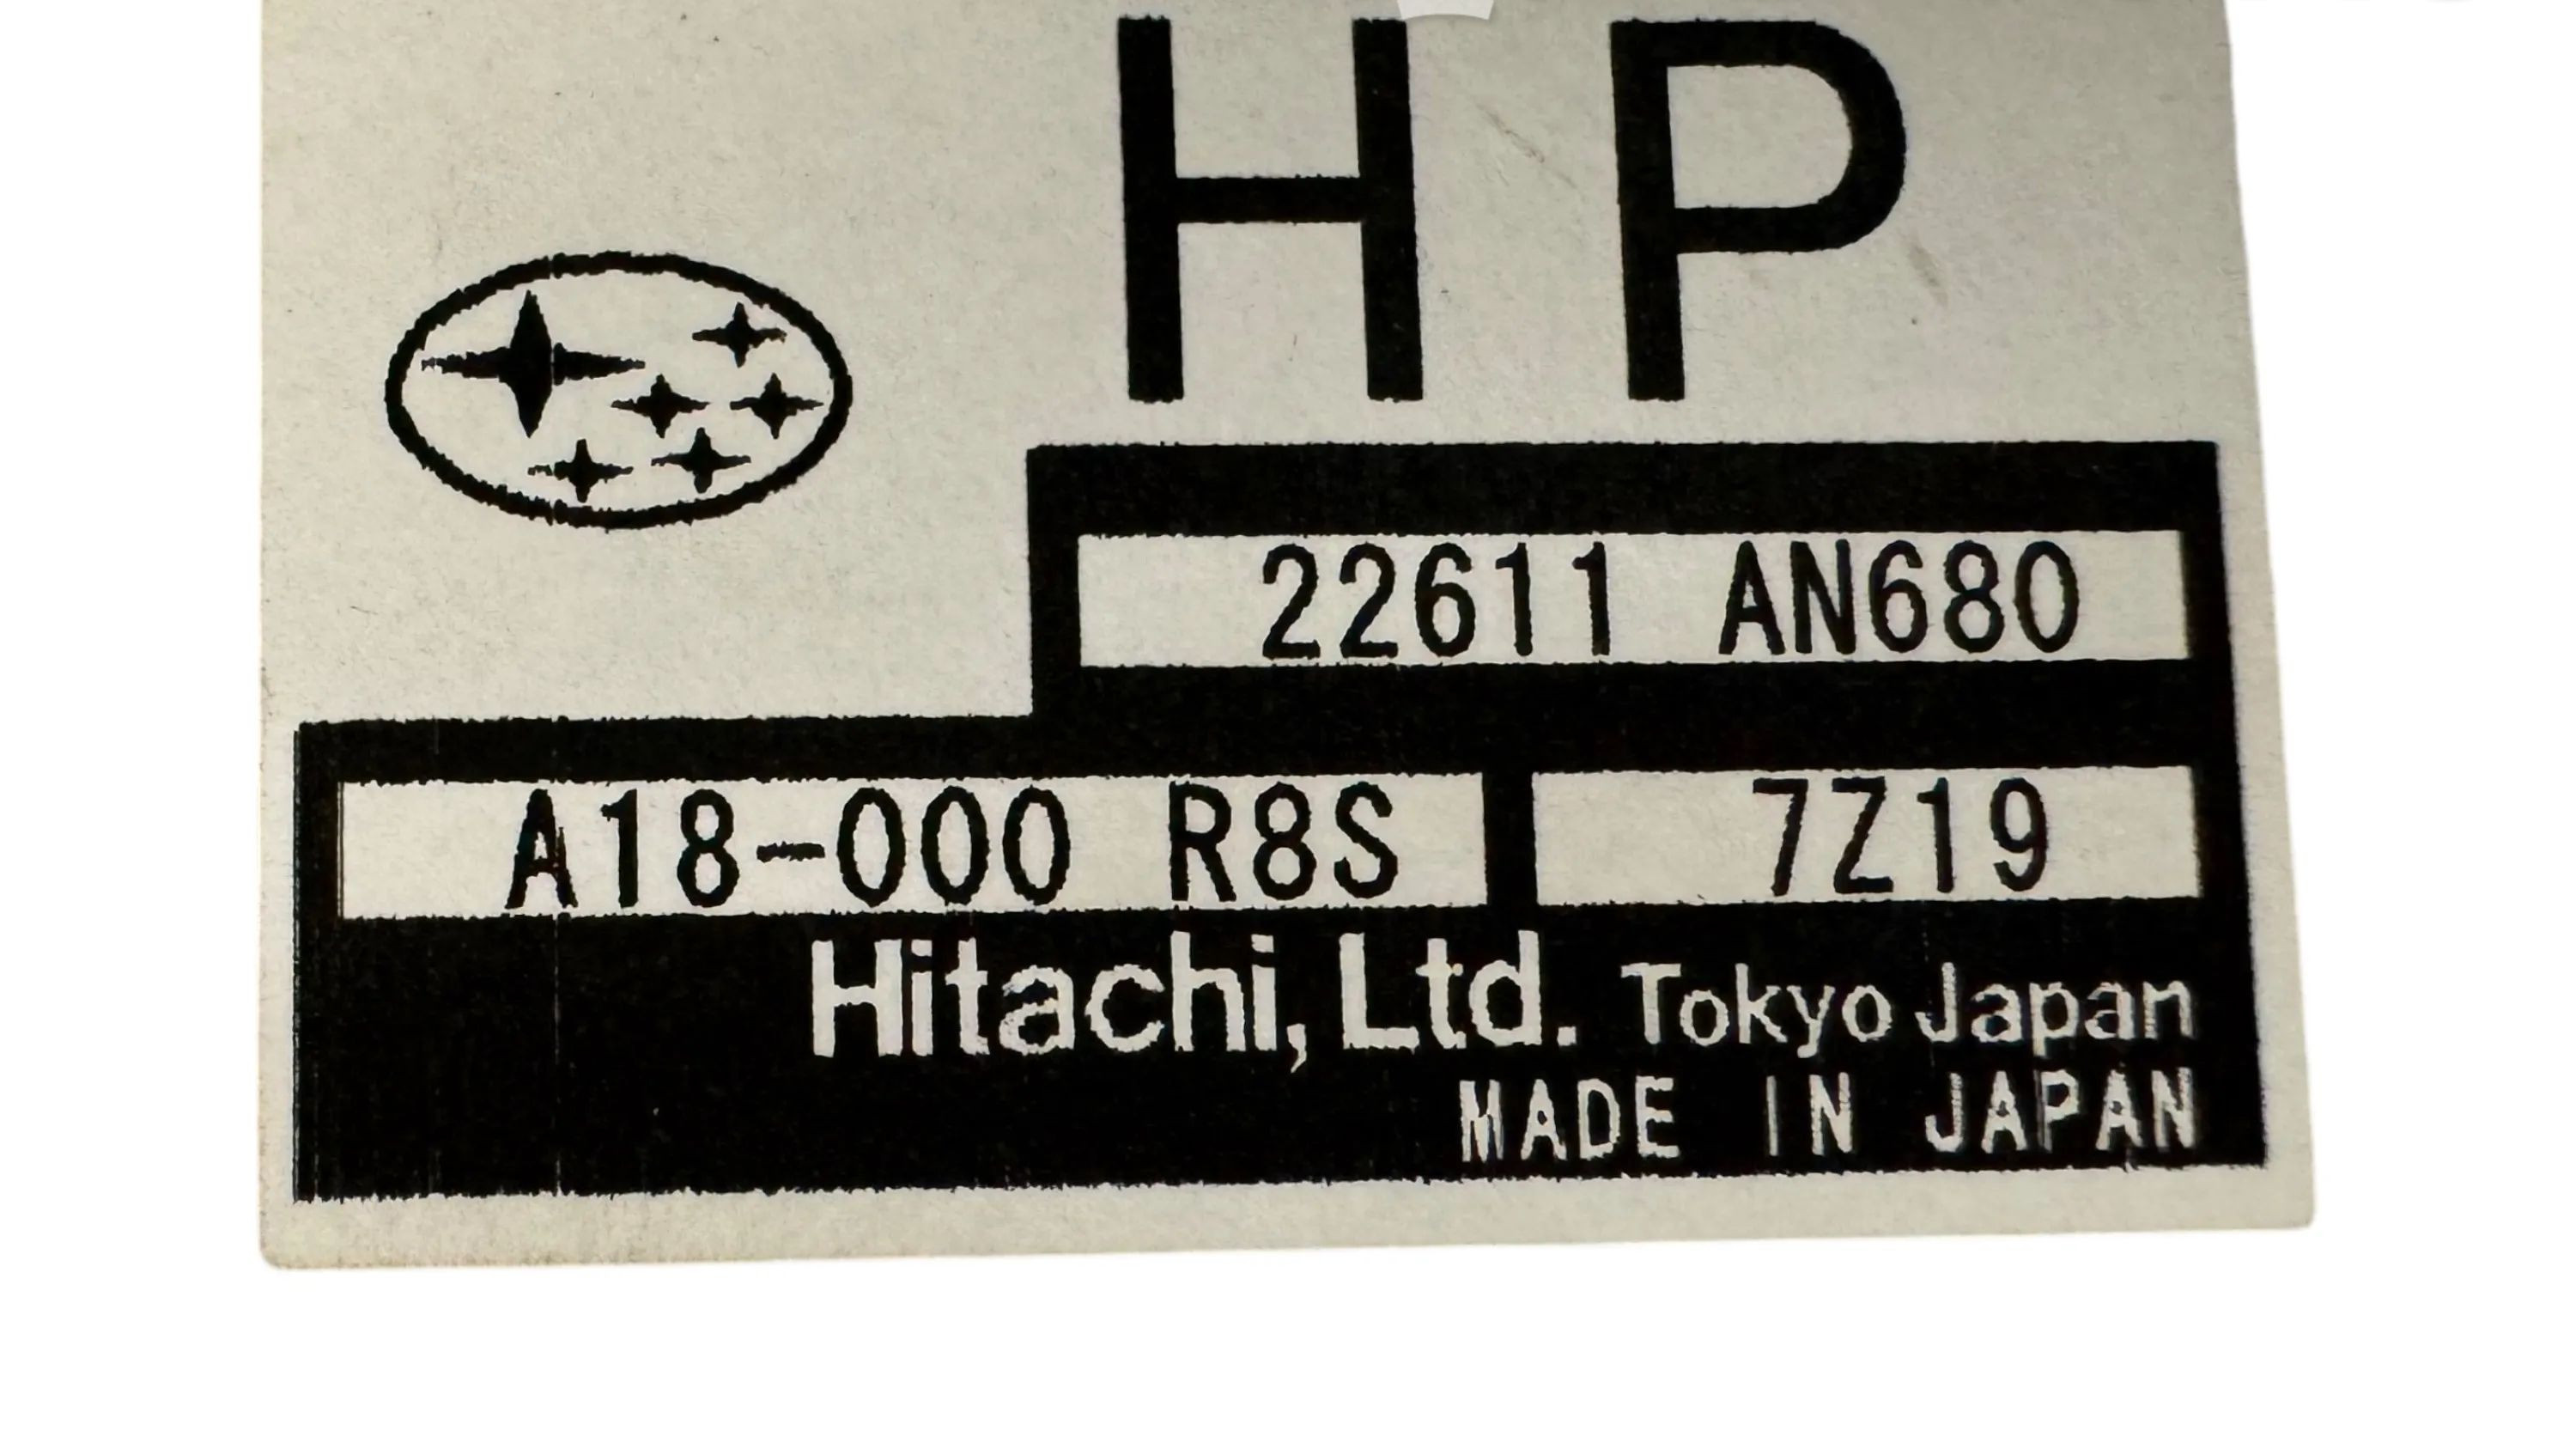 HP
22611 AN680
A18-000 R8S
7Z19
Hitachi, Ltd. Tokyo Japan
MADE IN JAPAN